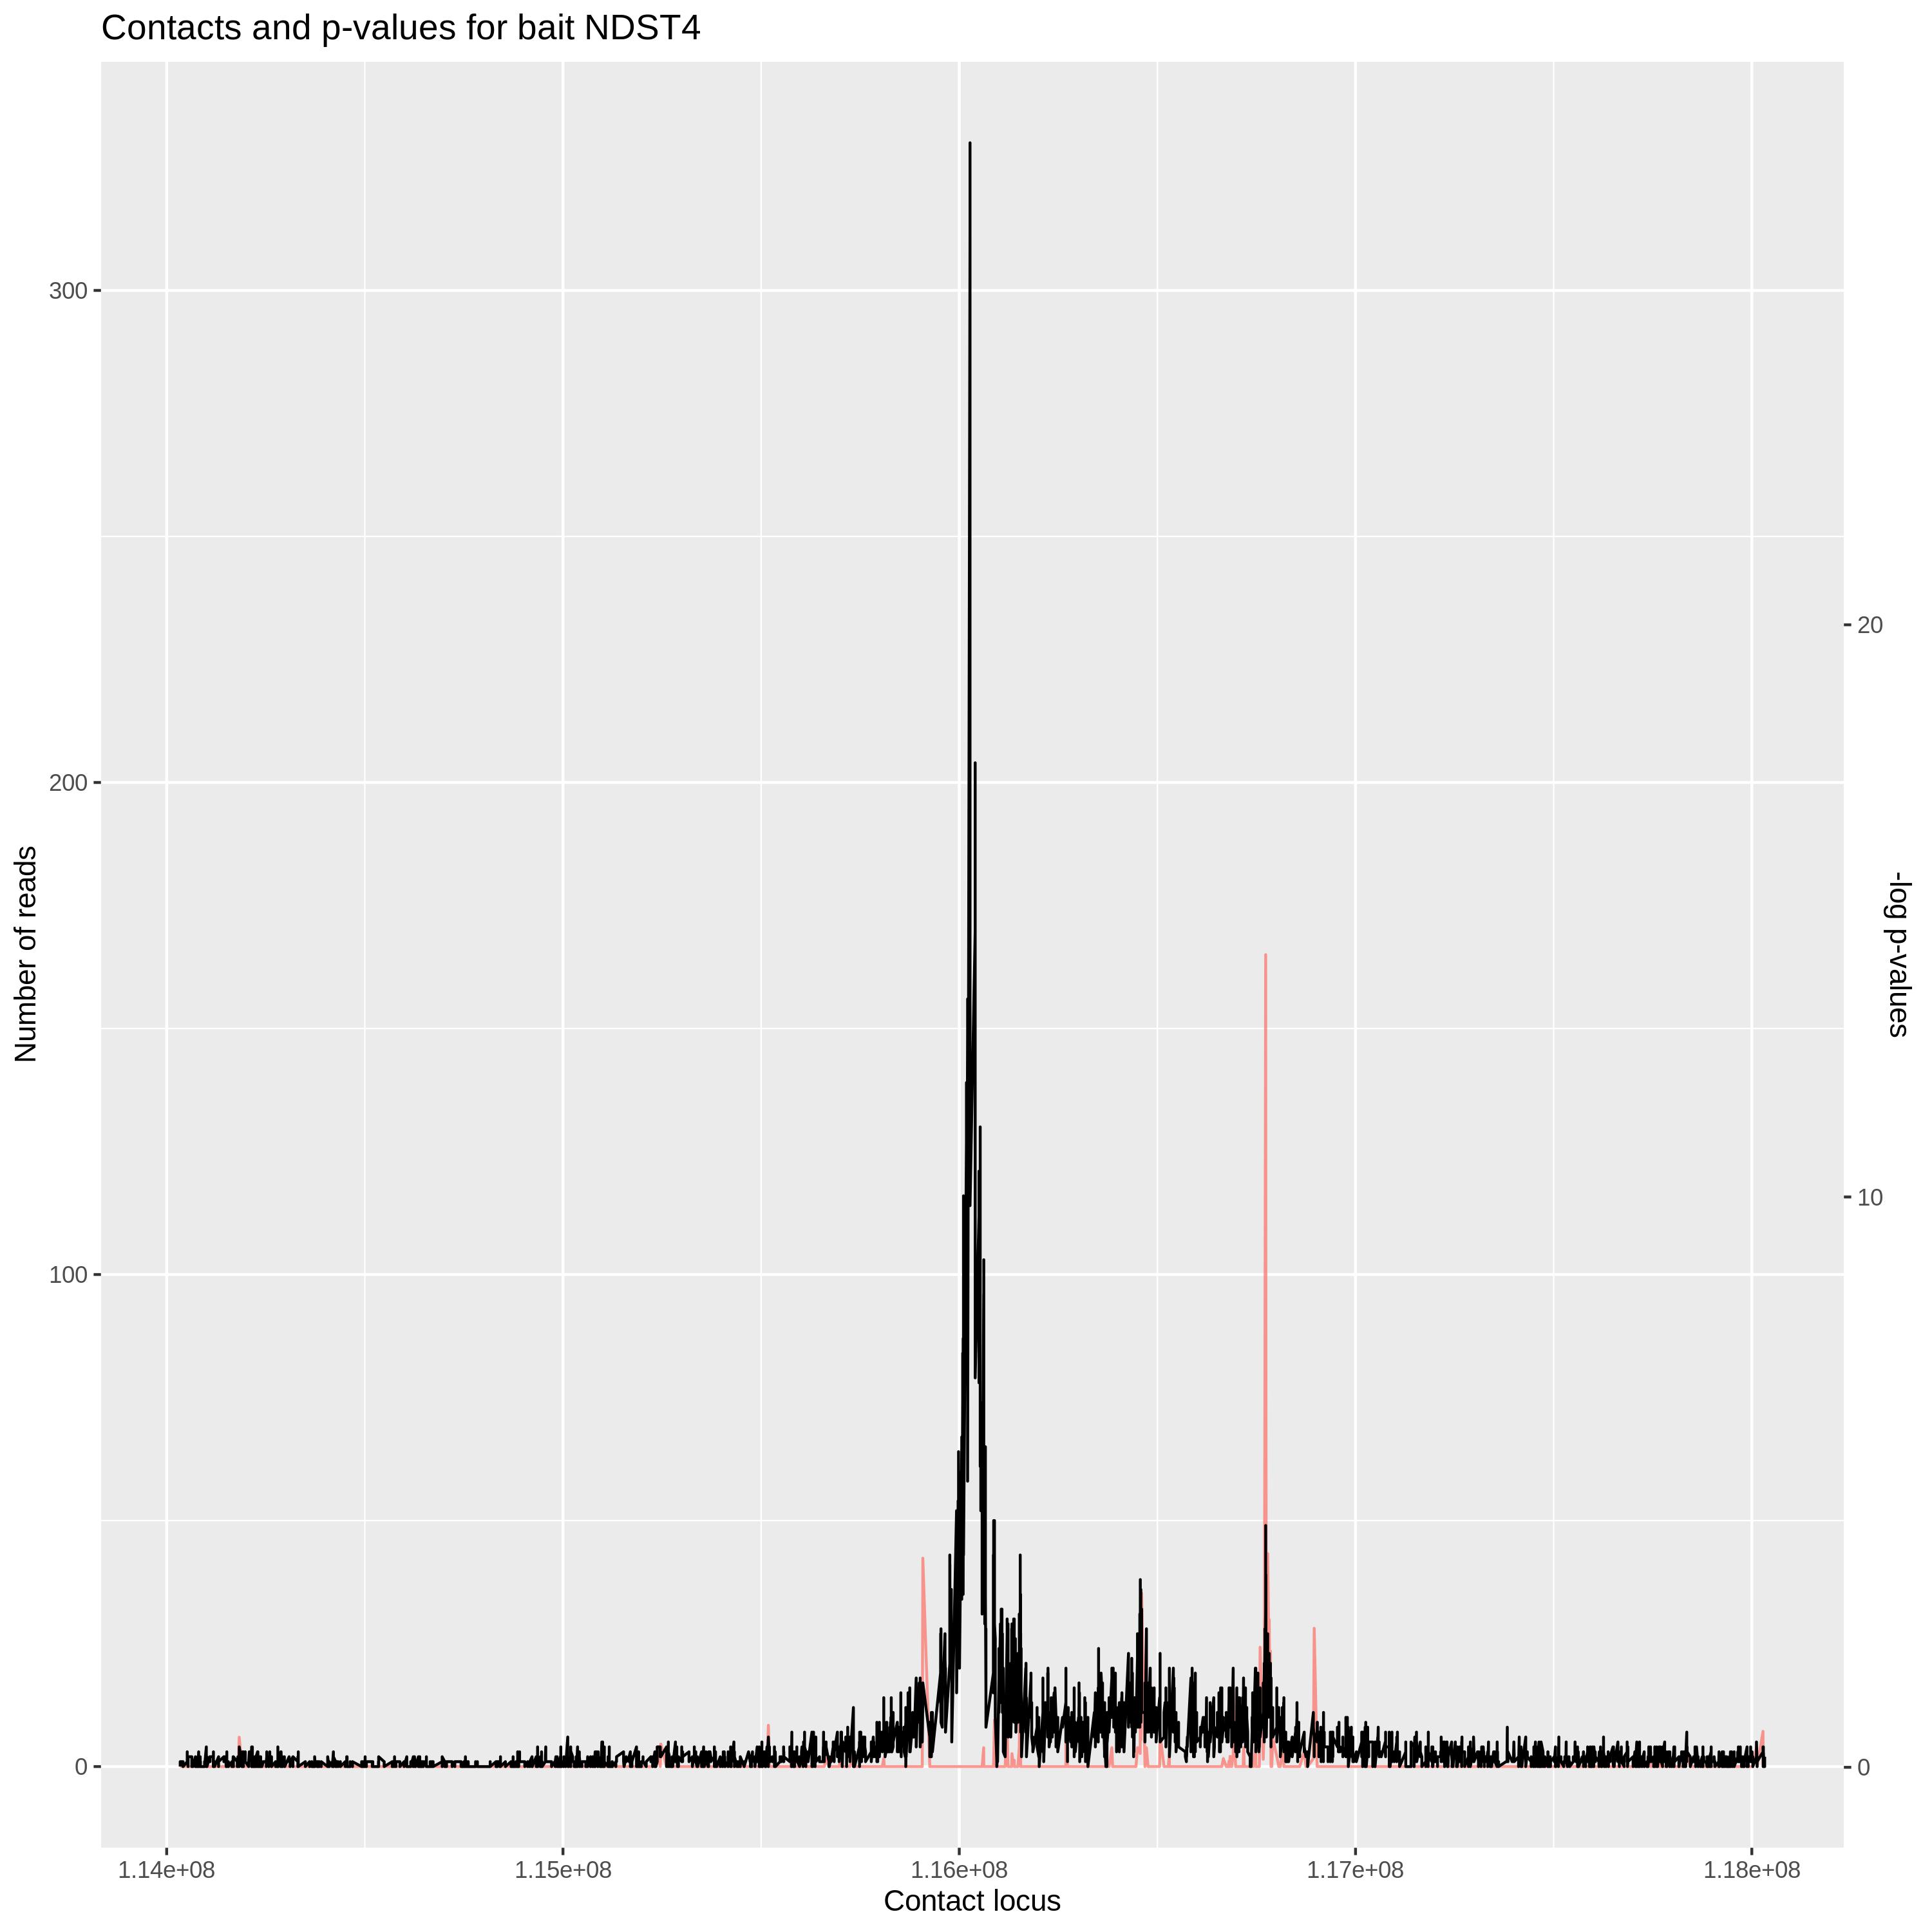 Contacts and p-values for bait NDST4
300
200
100
0
Number of reads
20
10
0
-log p-values
1.14e+08
1.15e+08
1.16e+08
1.17e+08
1.18e+08
Contact locus